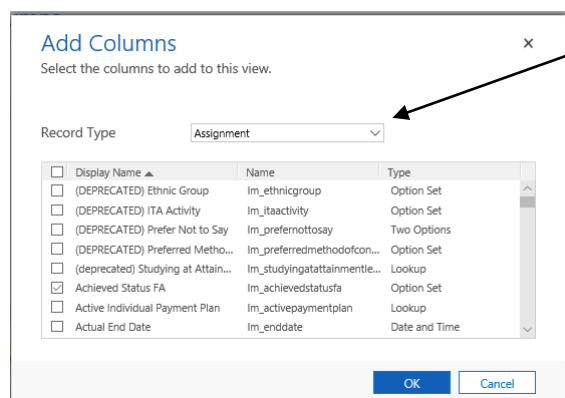 Add Columns
Select the columns to add to this view.
Record Type Assignment
Display Name Name Type
(DEPRECATED) Ethnic Group lm_ethnicgroup Option Set
(DEPRECATED) ITA Activity lm_itaactivity Option Set
(DEPRECATED) Prefer Not to Say lm_prefernottosay Two Options
(DEPRECATED) Preferred Metho... lm_preferredmethodofcon... Option Set
(deprecated) Studying at Attain... lm_studyingatattainmentle... Lookup
Achieved Status FA lm_achievedstatusfa Option Set
Active Individual Payment Plan lm_activepaymentplan Lookup
Actual End Date lm_enddate Date and Time
OK Cancel